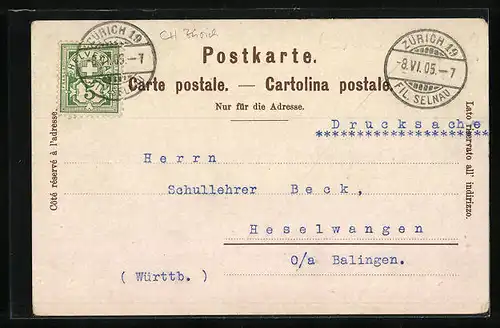 CH Zürich
ZÜRICH 19
ZÜRICH 19
-8.VI.05.-7
FIL. SELNAU
5
Postkarte.
Carte postale. — Cartolina postale.
Nur für die Adresse.
Côté réservé à l'adresse.
Lato riservato all' indirizzo.
Drucksache
******************
Herrn
Schullehrer Beck,
Heselwangen
O/a Balingen.
(Württb.)